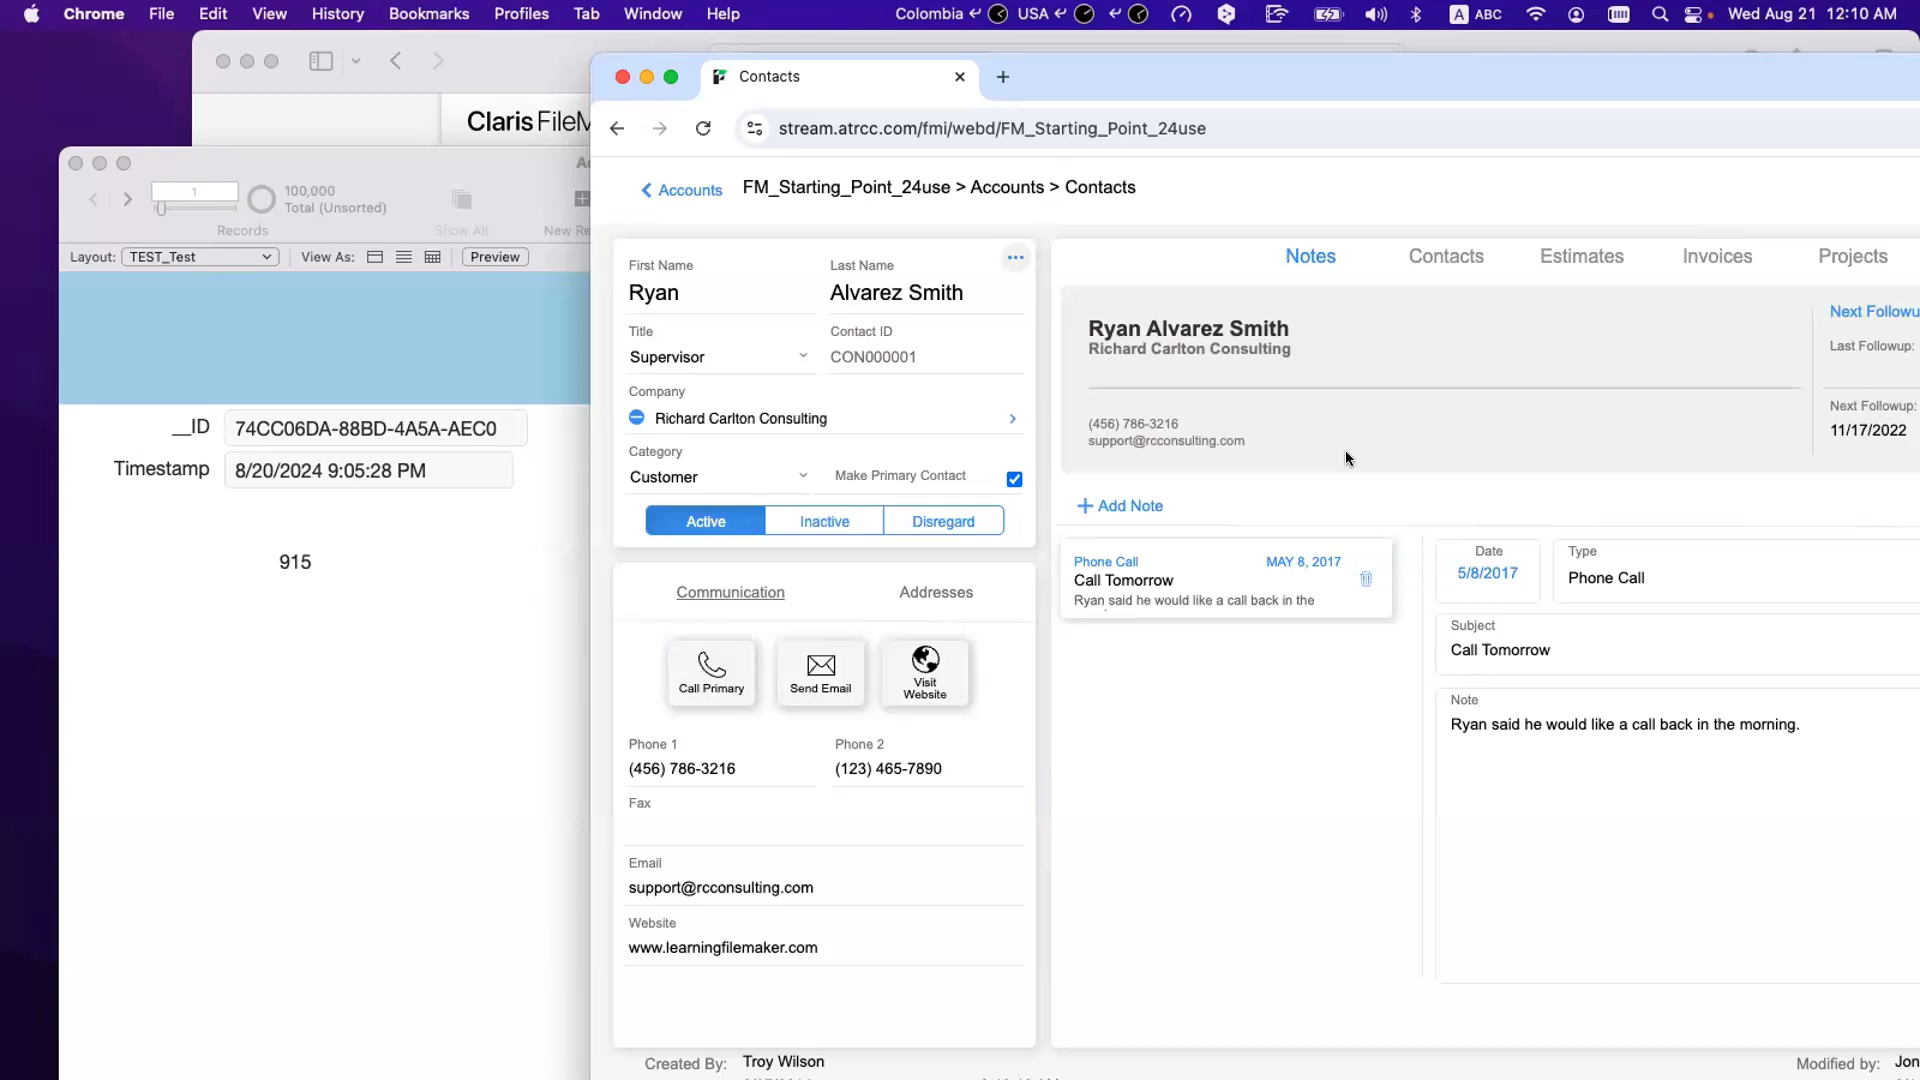 Chrome File Edit View History Bookmarks Profiles Tab Window Help Colombia USA A ABC Wed Aug 21 12:10 AM
Contacts
Claris FileM
stream.atrcc.com/fmi/webd/FM_Starting_Point_24use
1
100,000
Total (Unsorted)
Records
Show All
New Re
Layout: TEST_Test View As: Preview
__ID 74CC06DA-88BD-4A5A-AEC0
Timestamp 8/20/2024 9:05:28 PM
915
Accounts FM_Starting_Point_24use > Accounts > Contacts
First Name Last Name
Ryan Alvarez Smith
Title Contact ID
Supervisor CON000001
Company
Richard Carlton Consulting
Category
Customer Make Primary Contact
Active Inactive Disregard
Communication Addresses
Call Primary Send Email Visit
Website
Phone 1 Phone 2
(456) 786-3216 (123) 465-7890
Fax
Email
support@rcconsulting.com
Website
www.learningfilemaker.com
Created By: Troy Wilson
Notes Contacts Estimates Invoices Projects
Ryan Alvarez Smith
Richard Carlton Consulting
(456) 786-3216
support@rcconsulting.com
Next Followu
Last Followup:
Next Followup:
11/17/2022
+ Add Note
Phone Call MAY 8, 2017
Call Tomorrow
Ryan said he would like a call back in the
Date Type
5/8/2017 Phone Call
Subject
Call Tomorrow
Note
Ryan said he would like a call back in the morning.
Modified by: Jon